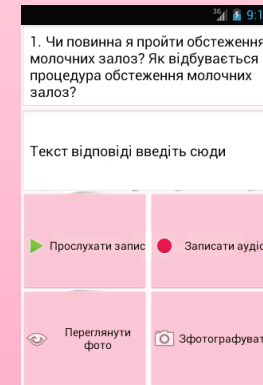 3G 9:1
1. Чи повинна я пройти обстеження
молочних залоз? Як відбувається
процедура обстеження молочних
залоз?
Текст відповіді введіть сюди
Прослухати запис
Записати аудіо
Переглянути
фото
Зфотографуват